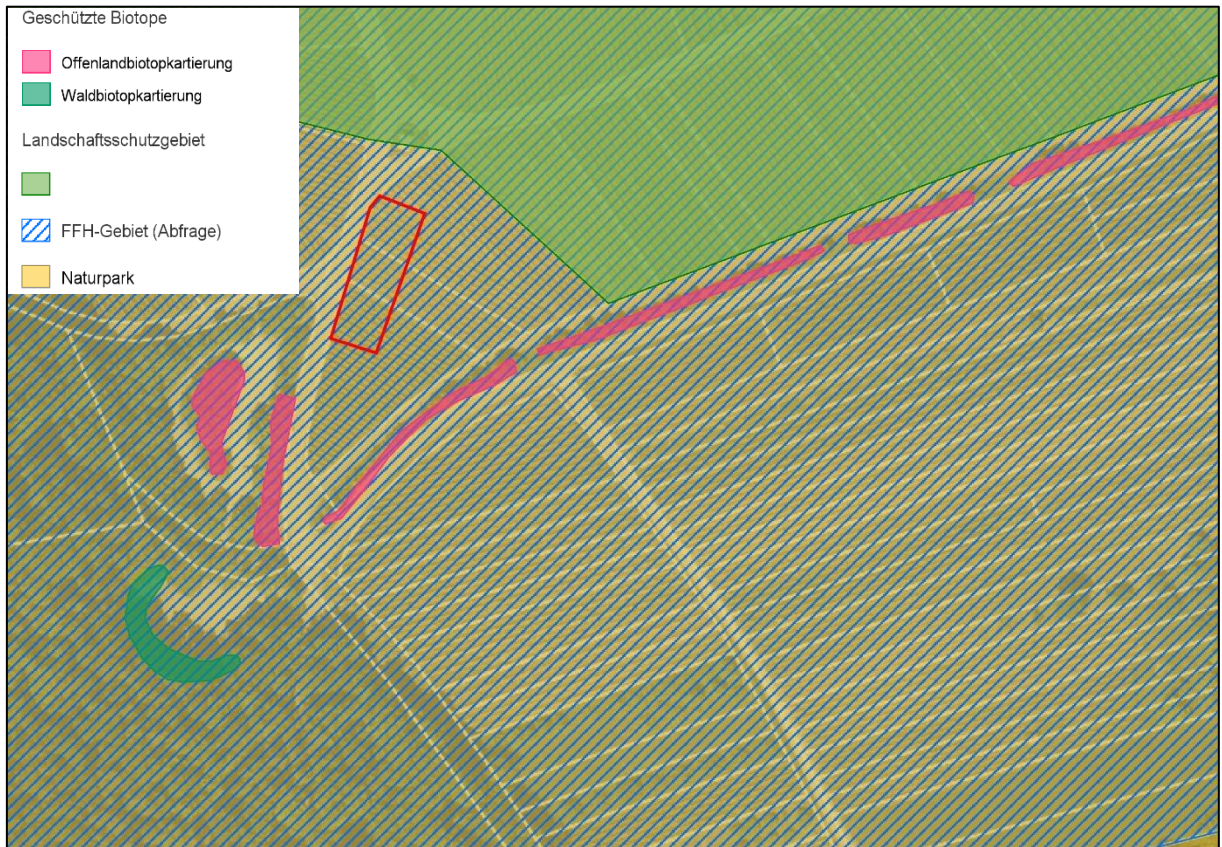 Geschützte Biotope
Offenlandbiotopkartierung
Waldbiotopkartierung
Landschaftsschutzgebiet
FFH-Gebiet (Abfrage)
Naturpark